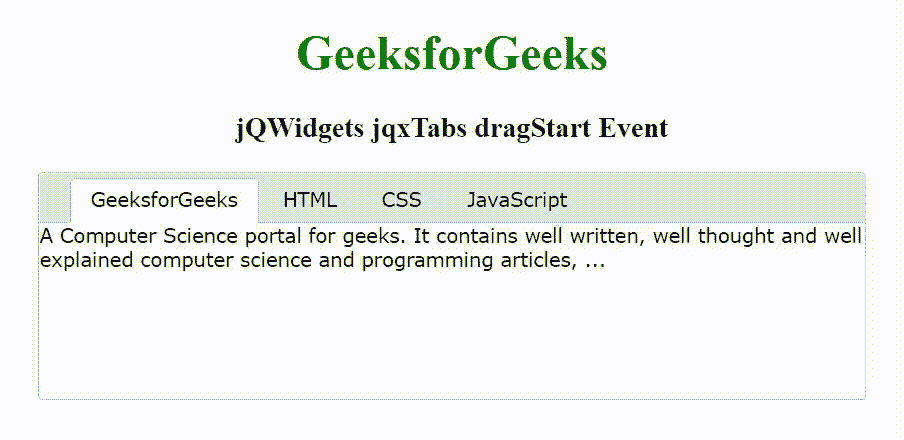 GeeksforGeeks
jQWidgets jqxTabs dragStart Event
GeeksforGeeks HTML CSS JavaScript
A Computer Science portal for geeks. It contains well written, well thought and well
explained computer science and programming articles, ...